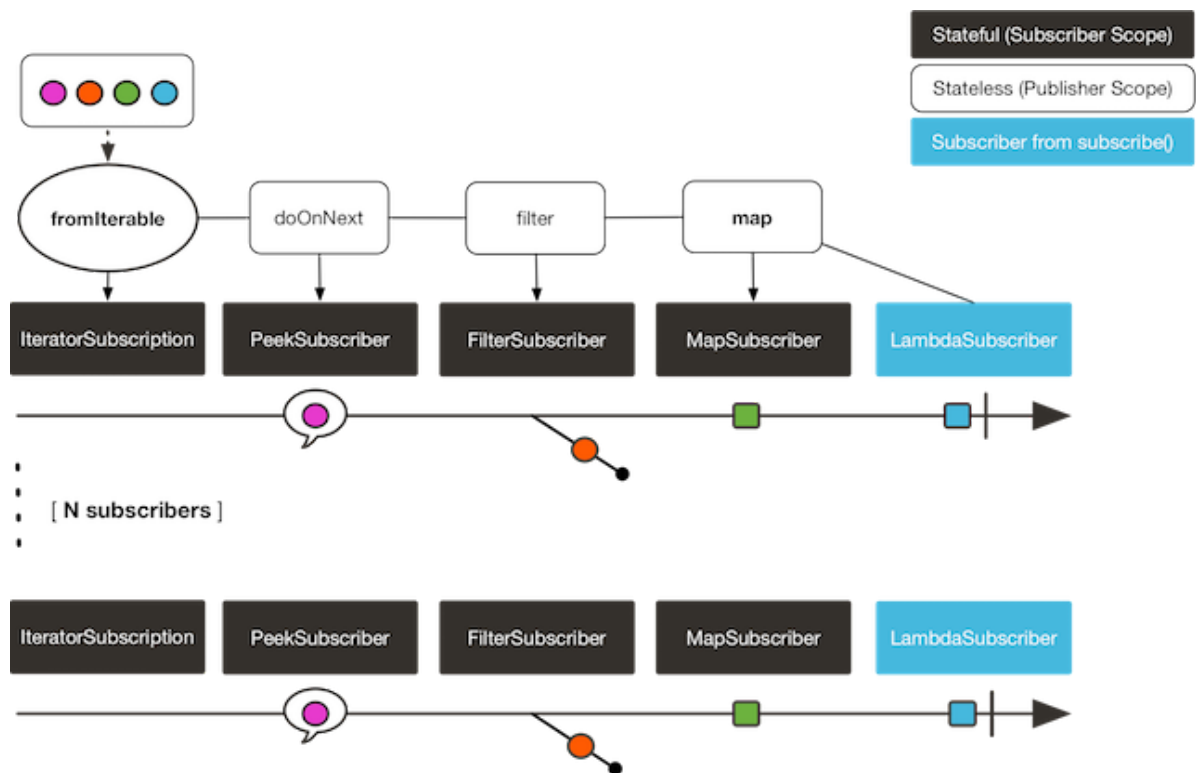 Stateful (Subscriber Scope)
Stateless (Publisher Scope)
Subscriber from subscribe()
fromIterable
doOnNext
filter
map
IteratorSubscription
PeekSubscriber
FilterSubscriber
MapSubscriber
LambdaSubscriber
[ N subscribers ]
IteratorSubscription
PeekSubscriber
FilterSubscriber
MapSubscriber
LambdaSubscriber